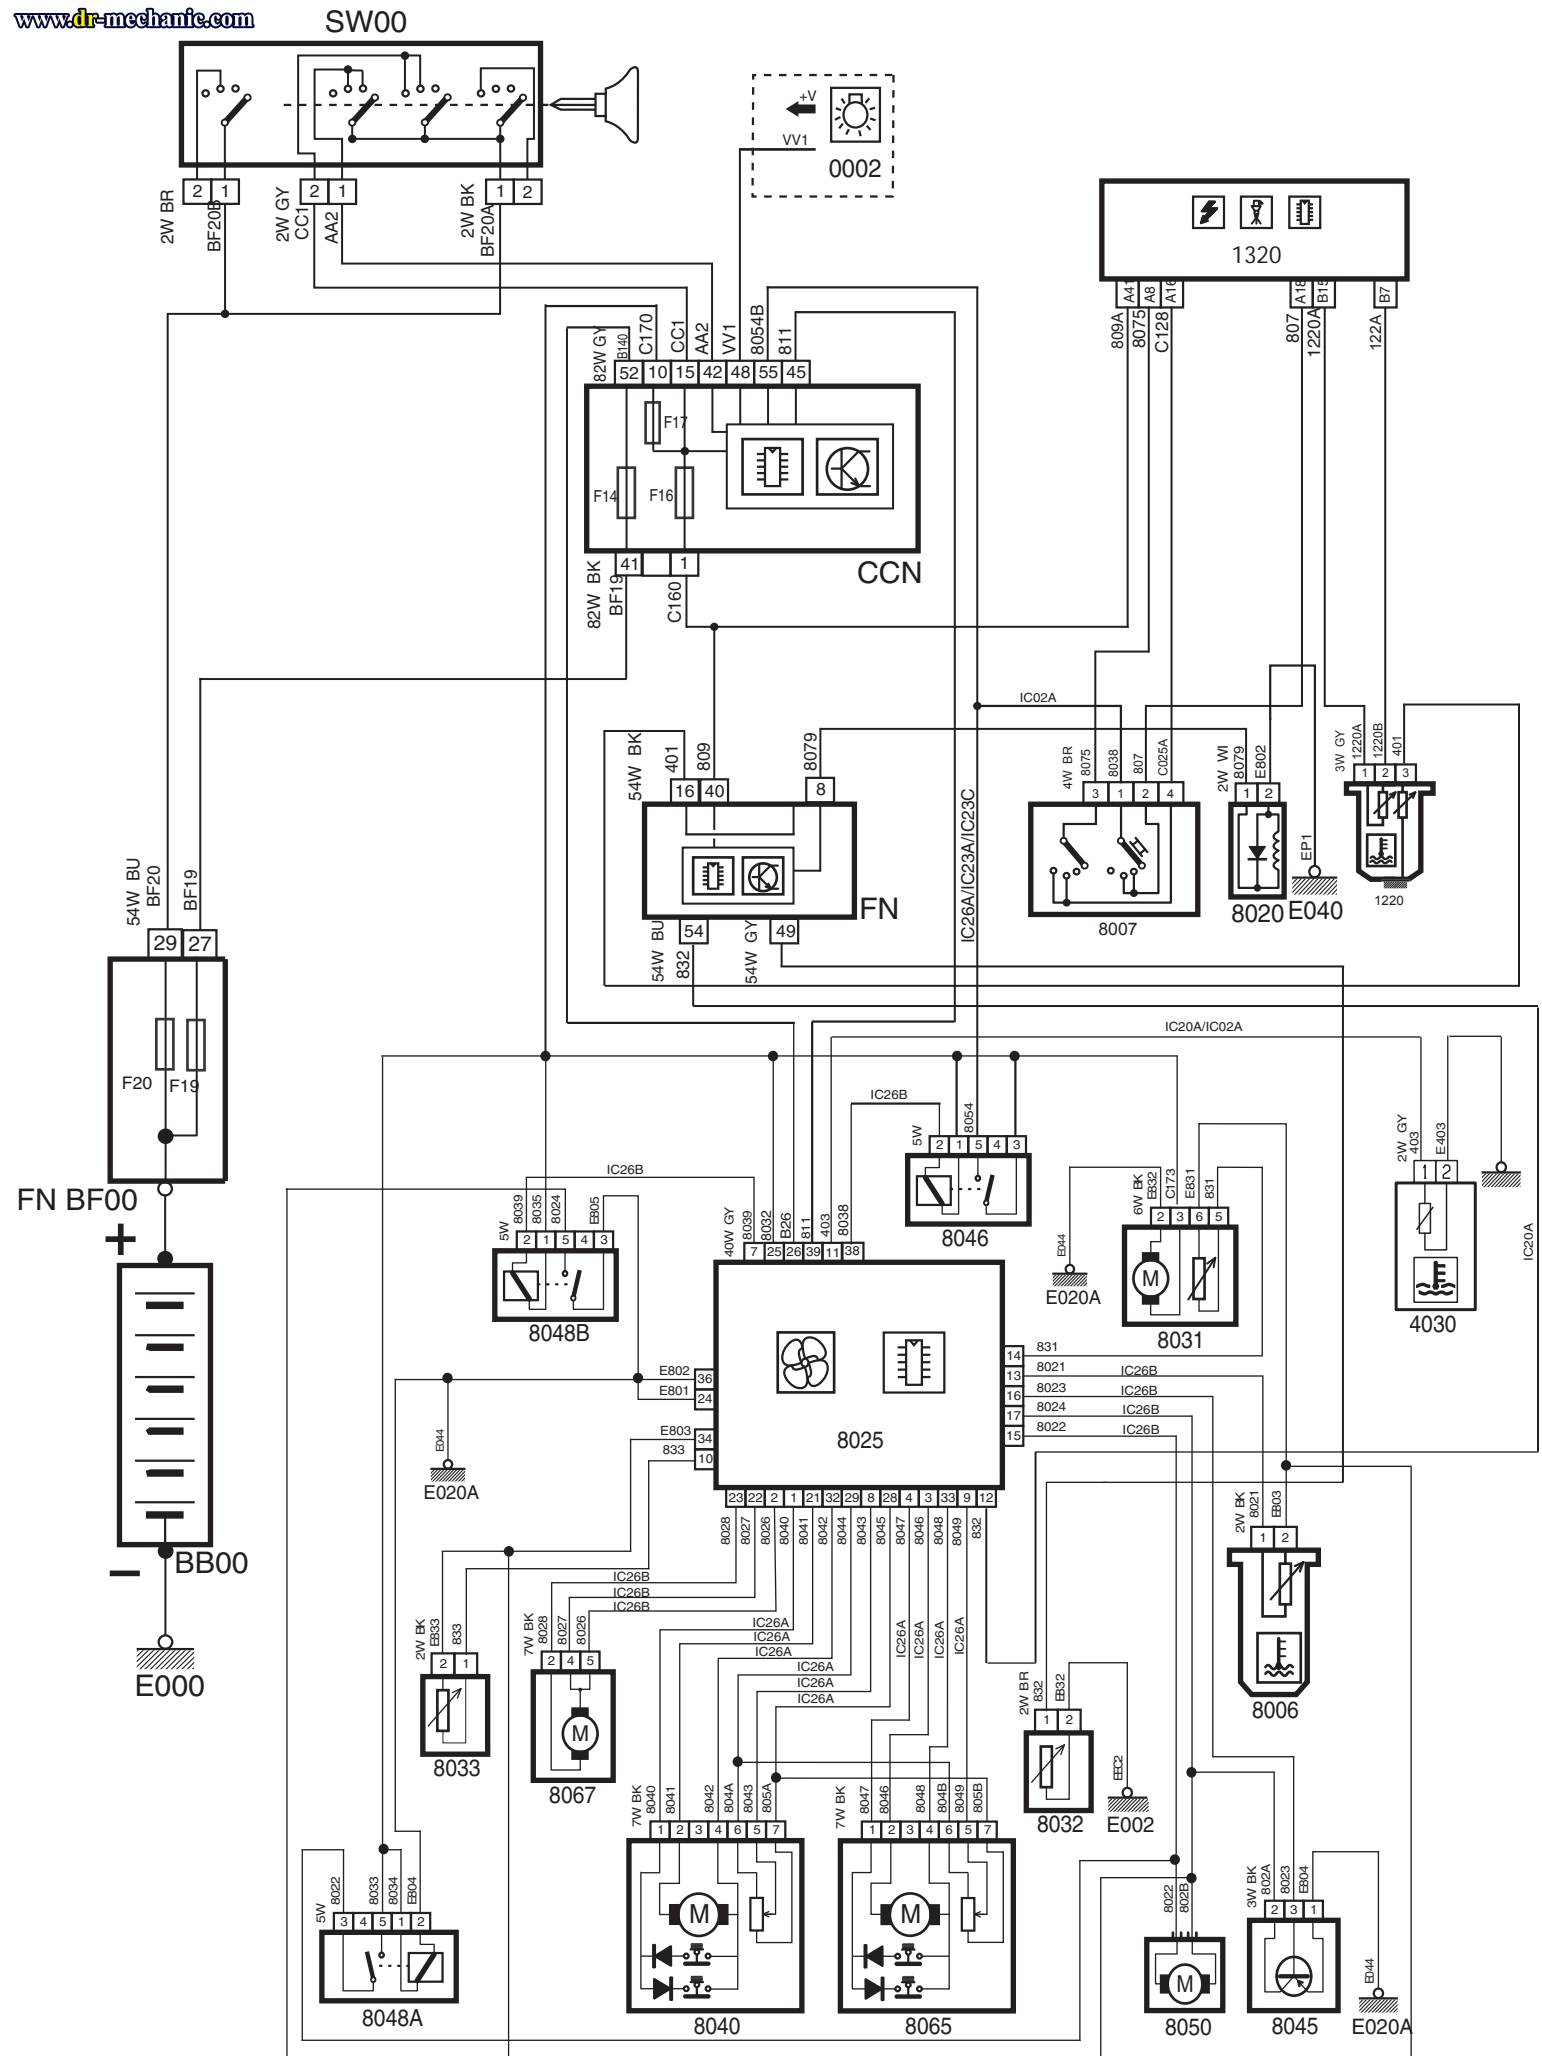 www.dr-mechanic.com
SW00
+V
VV1
0002
2 1 2 1 1 2
2W BR
BF20B
2W GY
CC1
AA2
2W BK
BF20A
1320
A41 A8 A16 A18 B15 B7
809A
8075
C128
807
1220A
122A
82W GY
B140
C170
CC1
AA2
VV1
8054B
811
52 10 15 42 48 55 45
F17
F14
F16
41 1
CCN
82W BK
BF19
C160
IC02A
54W BK
401
809
8079
16 40 8
FN
54 49
54W BU
832
54W GY
IC26A/IC23A/IC23C
4W BR
8075
8038
807
C025A
3 1 2 4
8007
2W WI
8079
E802
1 2
8020
EP1
E040
3W GY
1220A
1220B
401
1 2 3
1220
54W BU
BF20
BF19
29 27
F20
F19
FN BF00
+
BB00
−
E000
IC20A/IC02A
IC26B
5W
8054
2 1 5 4 3
8046
IC26B
5W
8039
8035
8024
E805
2 1 5 4 3
8048B
40W GY
8039
8032
B26
811
403
8038
7 25 26 39 11 38
E044
E020A
6W BK
E832
C173
E831
831
2 3 6 5
M
8031
2W GY
403
E403
1 2
4030
IC20A
E802 36
E801 24
E803 34
833 10
8025
14 831
13 8021 IC26B
16 8023 IC26B
17 8024 IC26B
15 8022 IC26B
E044
E020A
23 22 2 1 21 32 29 8 28 4 3 33 9 12
8028
8027
8026
8040
8041
8042
8044
8043
8045
8047
8046
8048
8049
832
IC26B
IC26B
IC26B
IC26A
IC26A
IC26A
IC26A
IC26A
IC26A
IC26A
IC26A
IC26A
IC26A
2W BK
8021
E803
1 2
8006
2W BK
E833
833
2 1
8033
7W BK
8028
8027
8026
2 4 5
M
8067
2W BR
832
E832
1 2
8032
EEC2
E002
7W BK
8040
8041
8042
804A
8043
805A
1 2 3 4 6 5 7
M
8040
7W BK
8047
8046
8048
804B
8049
805B
1 2 3 4 6 5 7
M
8065
5W
8022
8033
8034
E804
3 4 5 1 2
8048A
8022
802B
M
8050
3W BK
802A
8023
E804
2 3 1
8045
E044
E020A